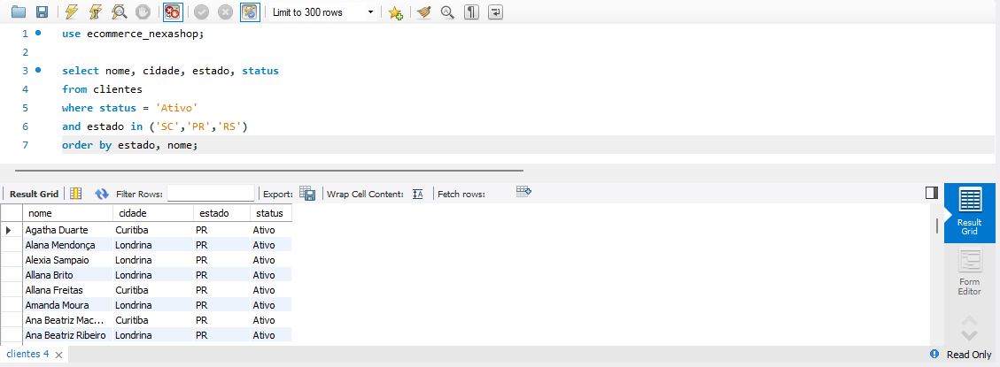 Limit to 300 rows
1 use ecommerce_nexashop;
2
3 select nome, cidade, estado, status
4 from clientes
5 where status = 'Ativo'
6 and estado in ('SC','PR','RS')
7 order by estado, nome;
Result Grid Filter Rows: Export: Wrap Cell Content: Fetch rows:
nome cidade estado status
Agatha Duarte Curitiba PR Ativo
Alana Mendonça Londrina PR Ativo
Alexia Sampaio Londrina PR Ativo
Allana Brito Londrina PR Ativo
Allana Freitas Curitiba PR Ativo
Amanda Moura Londrina PR Ativo
Ana Beatriz Mac... Curitiba PR Ativo
Ana Beatriz Ribeiro Londrina PR Ativo
Result
Grid
Form
Editor
clientes 4 Read Only